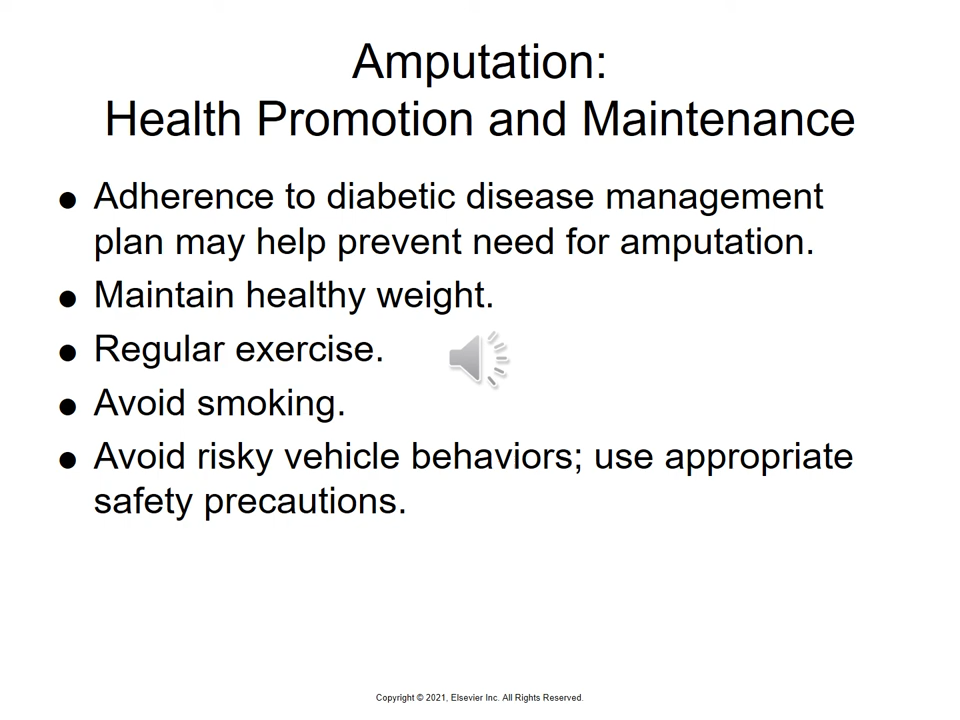 Amputation:
Health Promotion and Maintenance
● Adherence to diabetic disease management
plan may help prevent need for amputation.
● Maintain healthy weight.
● Regular exercise.
● Avoid smoking.
● Avoid risky vehicle behaviors; use appropriate
safety precautions.
Copyright © 2021, Elsevier Inc. All Rights Reserved.